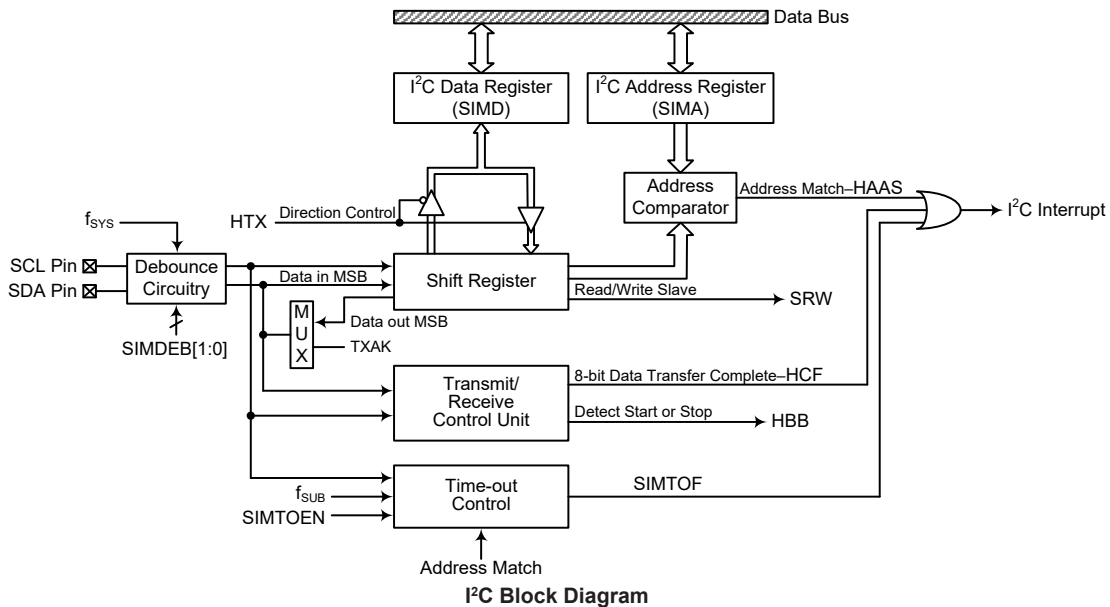 Data Bus
I²C Data Register
(SIMD)
I²C Address Register
(SIMA)
Address
Comparator
Address Match–HAAS
I²C Interrupt
fSYS
HTX
Direction Control
SCL Pin
SDA Pin
Debounce
Circuitry
Data in MSB
Shift Register
Read/Write Slave
SRW
M
U
X
Data out MSB
TXAK
SIMDEB[1:0]
Transmit/
Receive
Control Unit
8-bit Data Transfer Complete–HCF
Detect Start or Stop
HBB
fSUB
SIMTOEN
Time-out
Control
SIMTOF
Address Match
I²C Block Diagram